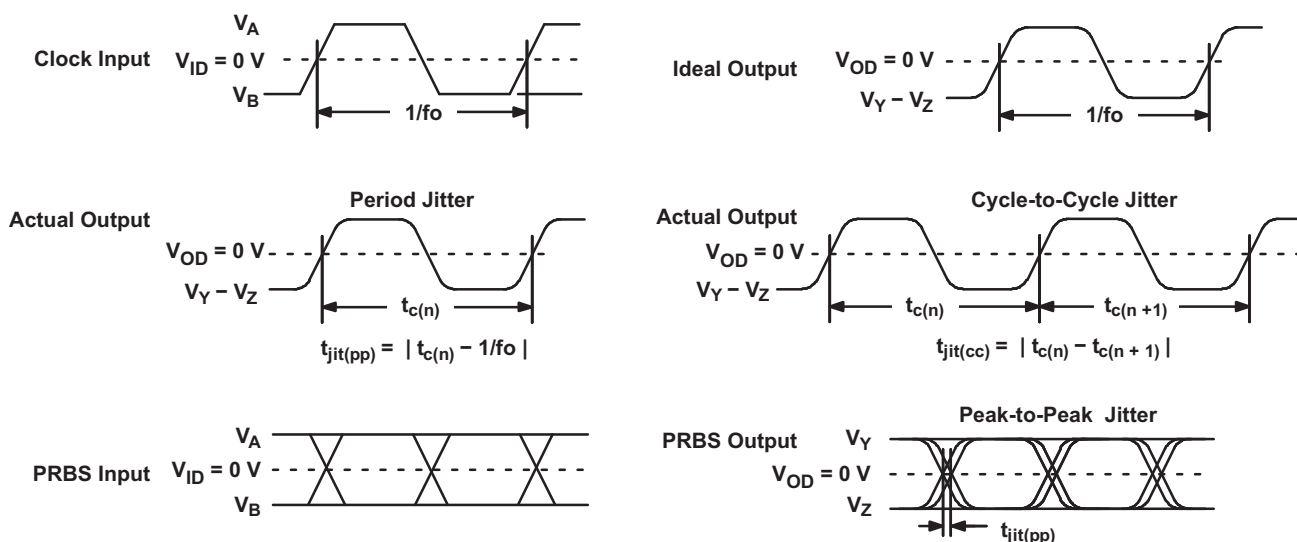 Clock Input
V_A
V_ID = 0 V
V_B
1/fo
Ideal Output
V_OD = 0 V
V_Y – V_Z
1/fo
Actual Output
Period Jitter
V_OD = 0 V
V_Y – V_Z
t_c(n)
t_jit(pp) = | t_c(n) – 1/fo |
Actual Output
Cycle-to-Cycle Jitter
V_OD = 0 V
V_Y – V_Z
t_c(n)
t_c(n +1)
t_jit(cc) = | t_c(n) – t_c(n + 1) |
PRBS Input
V_A
V_ID = 0 V
V_B
Peak-to-Peak Jitter
PRBS Output
V_Y
V_OD = 0 V
V_Z
t_jit(pp)